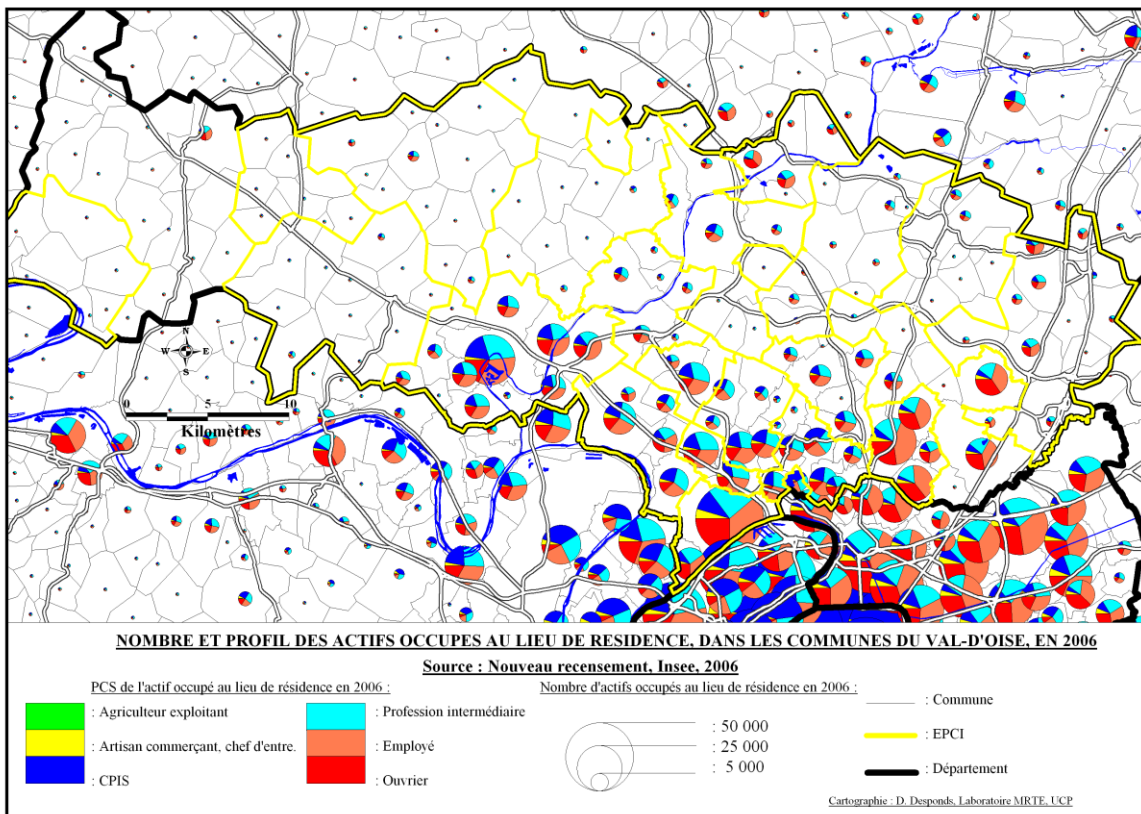 N
W E
S
0 5 10
Kilomètres
NOMBRE ET PROFIL DES ACTIFS OCCUPES AU LIEU DE RESIDENCE, DANS LES COMMUNES DU VAL-D'OISE, EN 2006
Source : Nouveau recensement, Insee, 2006
PCS de l'actif occupé au lieu de résidence en 2006 :
: Agriculteur exploitant
: Artisan commerçant, chef d'entre.
: CPIS
: Profession intermédiaire
: Employé
: Ouvrier
Nombre d'actifs occupés au lieu de résidence en 2006 :
: 50 000
: 25 000
: 5 000
: Commune
: EPCI
: Département
Cartographie : D. Desponds, Laboratoire MRTE, UCP